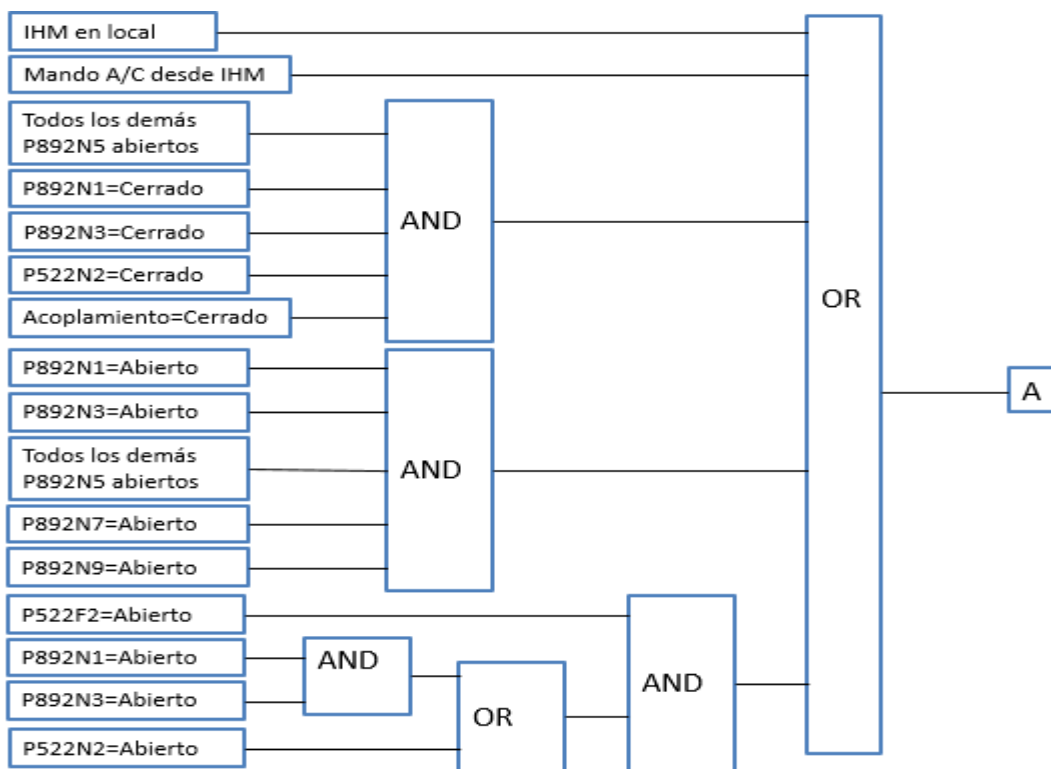 IHM en local
Mando A/C desde IHM
Todos los demás
P892N5 abiertos
P892N1=Cerrado
P892N3=Cerrado
P522N2=Cerrado
Acoplamiento=Cerrado
AND
P892N1=Abierto
P892N3=Abierto
Todos los demás
P892N5 abiertos
P892N7=Abierto
P892N9=Abierto
AND
P522F2=Abierto
P892N1=Abierto
P892N3=Abierto
P522N2=Abierto
AND
OR
AND
OR
A